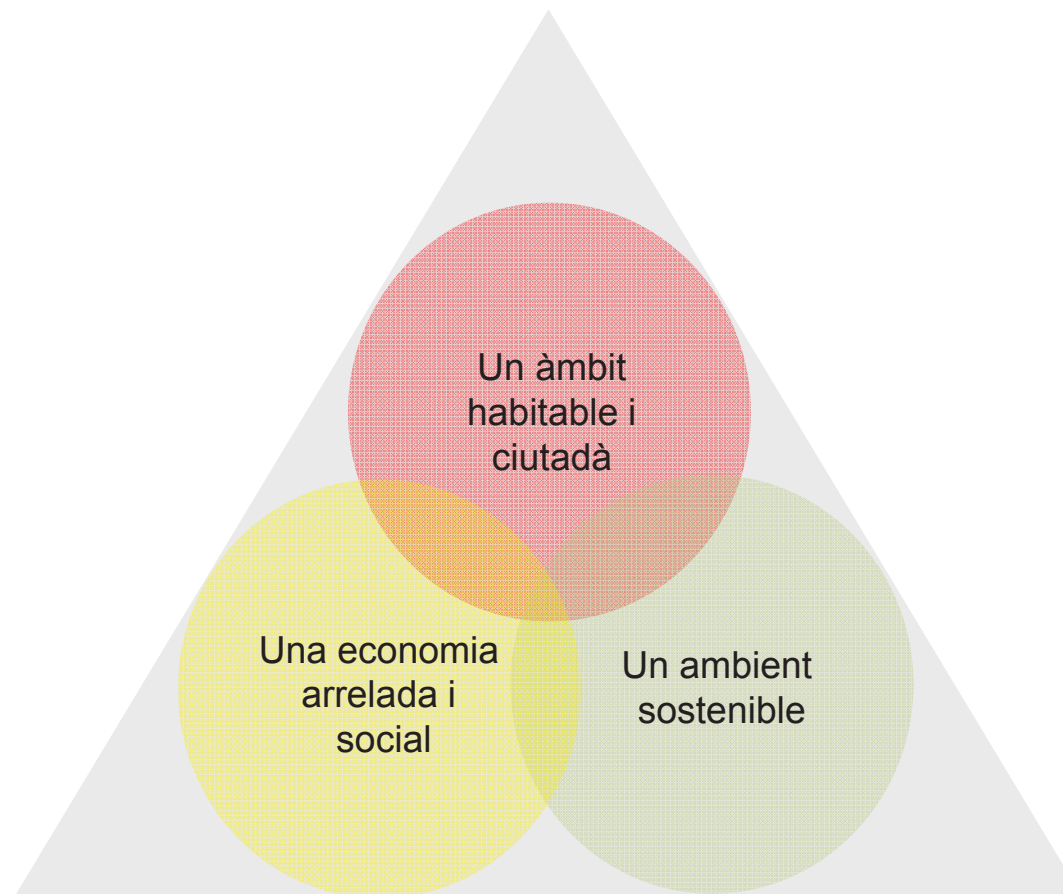 Un àmbit
habitable i
ciutadà
Una economia
arrelada i
social
Un ambient
sostenible